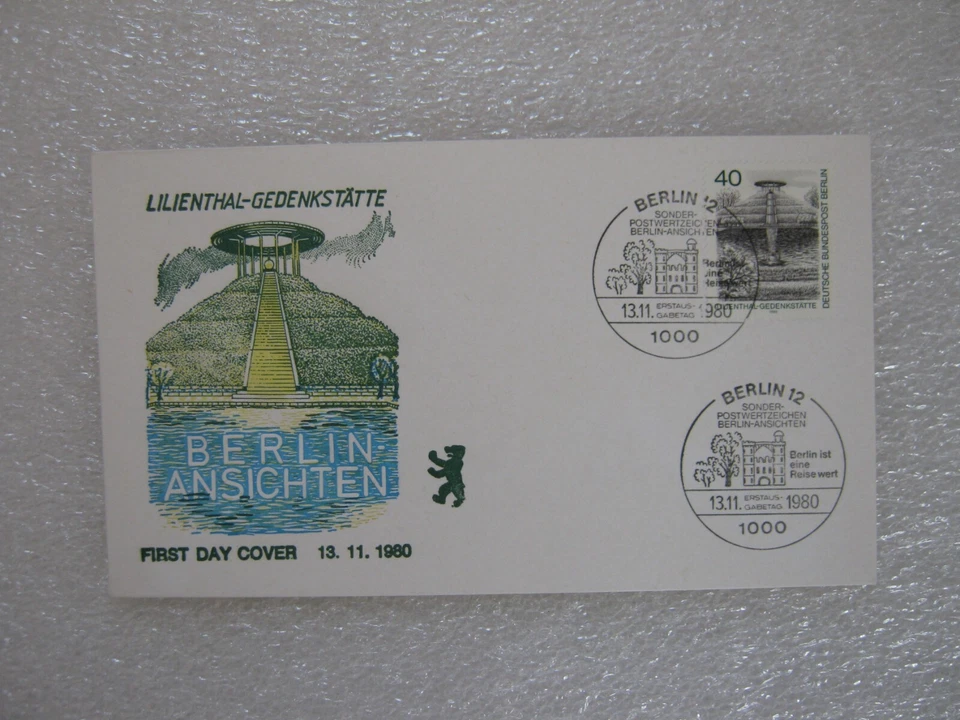 LILIENTHAL-GEDENKSTÄTTE
BERLIN-
ANSICHTEN
FIRST DAY COVER 13. 11. 1980
40
DEUTSCHE BUNDESPOST BERLIN
LILIENTHAL-GEDENKSTÄTTE
BERLIN 12
SONDER-
POSTWERTZEICHEN
BERLIN-ANSICHTEN
eine
13.11. ERSTAUS-
GABETAG 1980
1000
BERLIN 12
SONDER-
POSTWERTZEICHEN
BERLIN-ANSICHTEN
Berlin ist
eine
Reise wert
13.11. ERSTAUS-
GABETAG 1980
1000